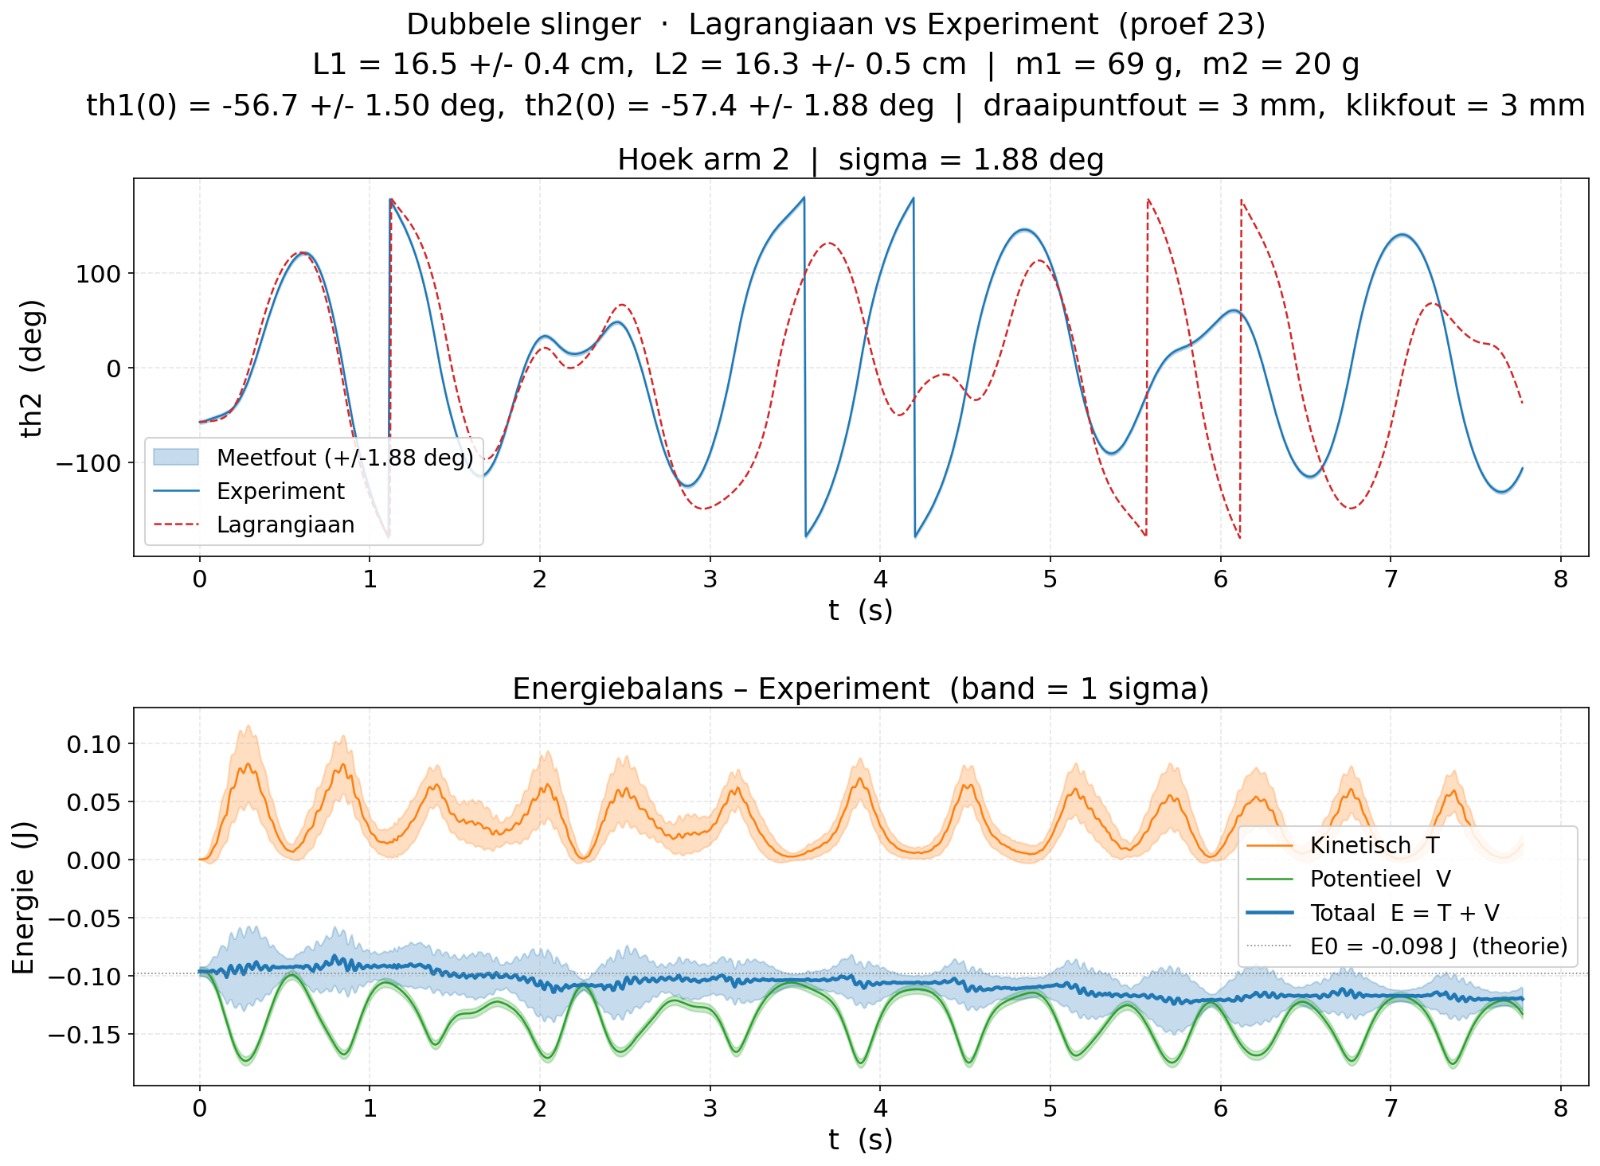 Dubbele slinger · Lagrangiaan vs Experiment (proef 23)
L1 = 16.5 +/- 0.4 cm, L2 = 16.3 +/- 0.5 cm | m1 = 69 g, m2 = 20 g
th1(0) = -56.7 +/- 1.50 deg, th2(0) = -57.4 +/- 1.88 deg | draaipuntfout = 3 mm, klikfout = 3 mm
Hoek arm 2 | sigma = 1.88 deg
th2 (deg)
100
0
−100
Meetfout (+/-1.88 deg)
Experiment
Lagrangiaan
0 1 2 3 4 5 6 7 8
t (s)
Energiebalans – Experiment (band = 1 sigma)
Energie (J)
0.10
0.05
0.00
−0.05
−0.10
−0.15
Kinetisch T
Potentieel V
Totaal E = T + V
E0 = -0.098 J (theorie)
0 1 2 3 4 5 6 7 8
t (s)